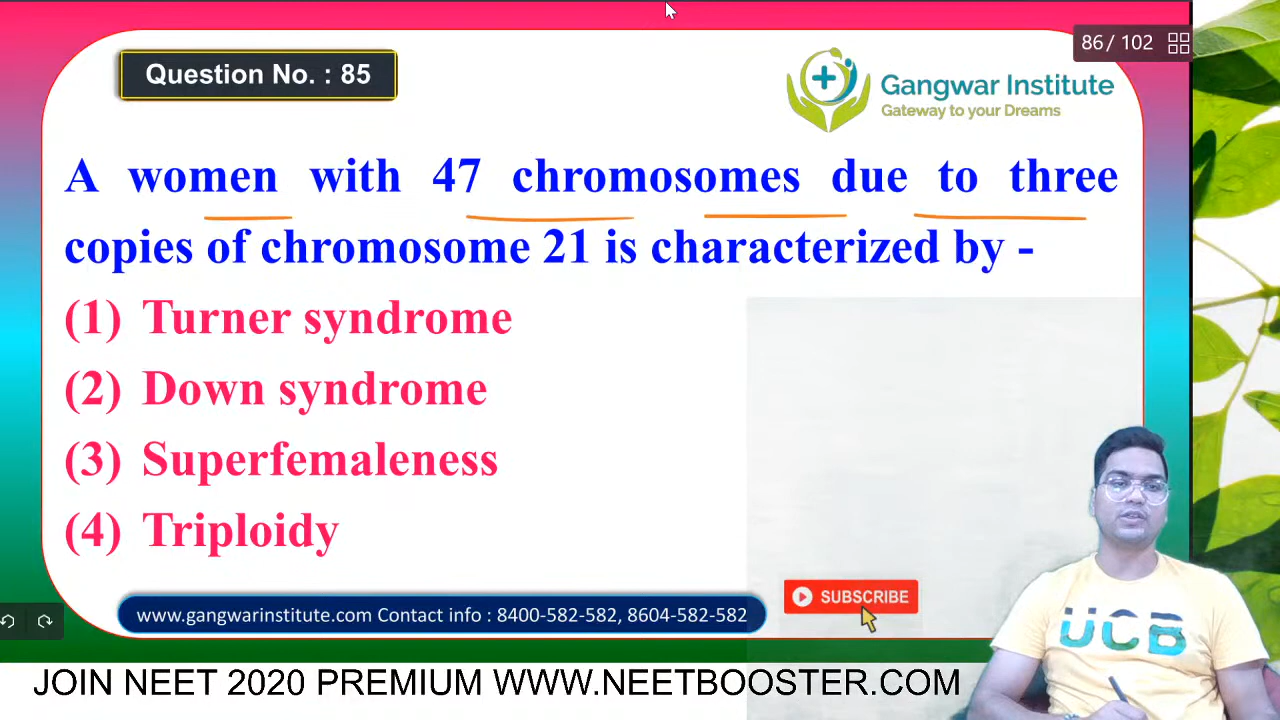 86 / 102
Question No. : 85
Gangwar Institute
Gateway to your Dreams
A women with 47 chromosomes due to three
copies of chromosome 21 is characterized by -
(1) Turner syndrome
(2) Down syndrome
(3) Superfemaleness
(4) Triploidy
SUBSCRIBE
www.gangwarinstitute.com Contact info : 8400-582-582, 8604-582-582
UCB
JOIN NEET 2020 PREMIUM WWW.NEETBOOSTER.COM